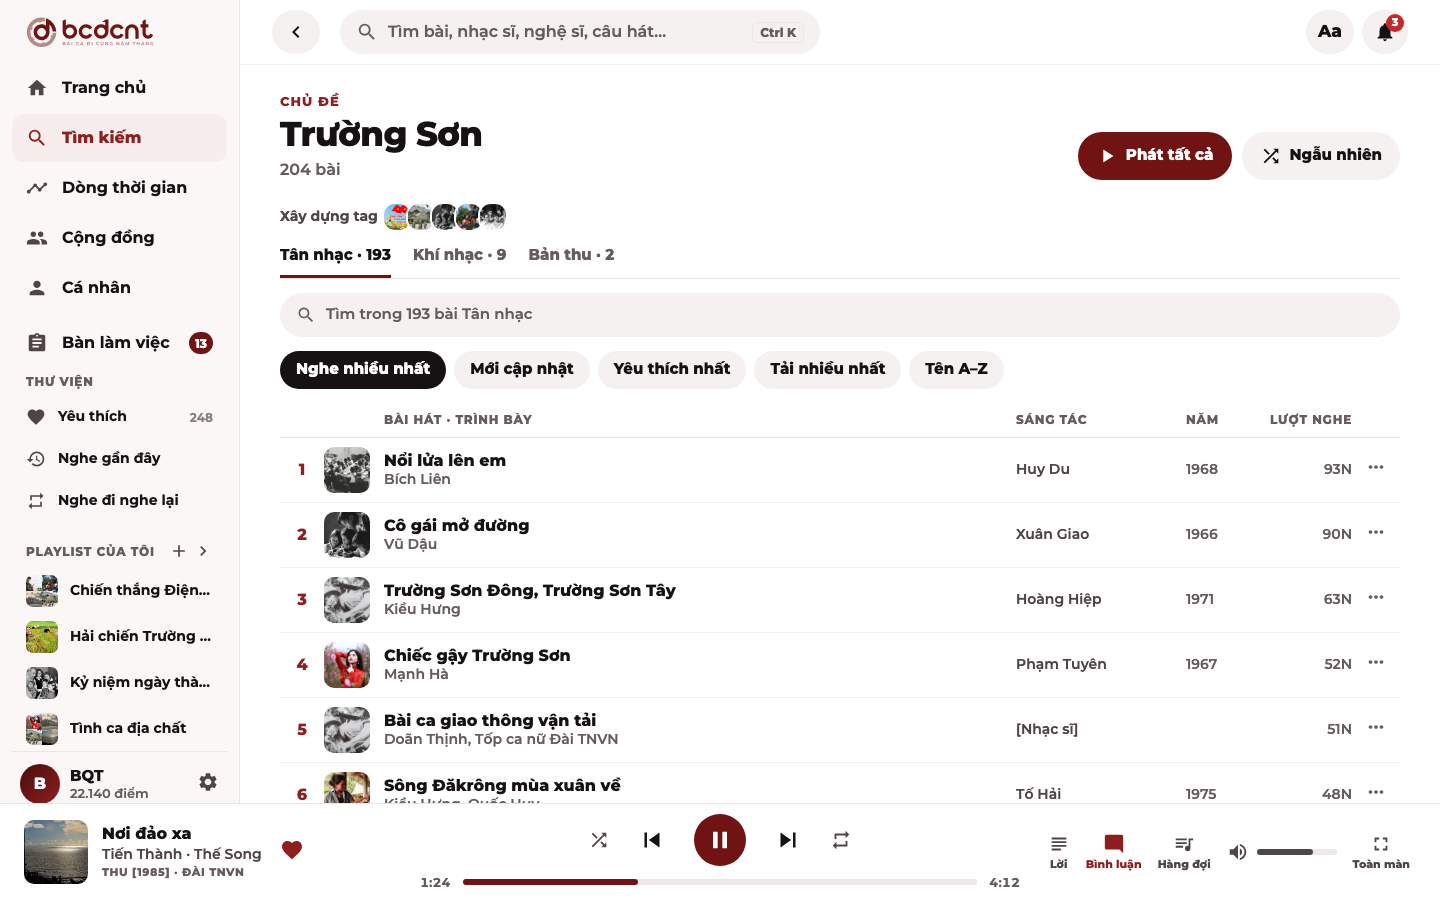 bcdcnt
BÀI CA ĐI CÙNG NĂM THÁNG
Trang chủ
Tìm kiếm
Dòng thời gian
Cộng đồng
Cá nhân
Bàn làm việc 13
THƯ VIỆN
Yêu thích 248
Nghe gần đây
Nghe đi nghe lại
PLAYLIST CỦA TÔI
Chiến thắng Điện...
Hải chiến Trường ...
Kỷ niệm ngày thà...
Tình ca địa chất
B BQT
22.140 điểm
Tìm bài, nhạc sĩ, nghệ sĩ, câu hát... Ctrl K
Aa 3
CHỦ ĐỀ
Trường Sơn
204 bài
Phát tất cả Ngẫu nhiên
Xây dựng tag
Tân nhạc · 193 Khí nhạc · 9 Bản thu · 2
Tìm trong 193 bài Tân nhạc
Nghe nhiều nhất Mới cập nhật Yêu thích nhất Tải nhiều nhất Tên A–Z
BÀI HÁT · TRÌNH BÀY SÁNG TÁC NĂM LƯỢT NGHE
1 Nổi lửa lên em Huy Du 1968 93N
Bích Liên
2 Cô gái mở đường Xuân Giao 1966 90N
Vũ Dậu
3 Trường Sơn Đông, Trường Sơn Tây Hoàng Hiệp 1971 63N
Kiều Hưng
4 Chiếc gậy Trường Sơn Phạm Tuyên 1967 52N
Mạnh Hà
5 Bài ca giao thông vận tải [Nhạc sĩ] 51N
Doãn Thịnh, Tốp ca nữ Đài TNVN
6 Sông Đăkrông mùa xuân về Tố Hải 1975 48N
Kiều Hưng, Quốc Huy
Nơi đảo xa
Tiến Thành · Thế Song
THU [1985] · ĐÀI TNVN
1:24 4:12
Lời Bình luận Hàng đợi Toàn màn